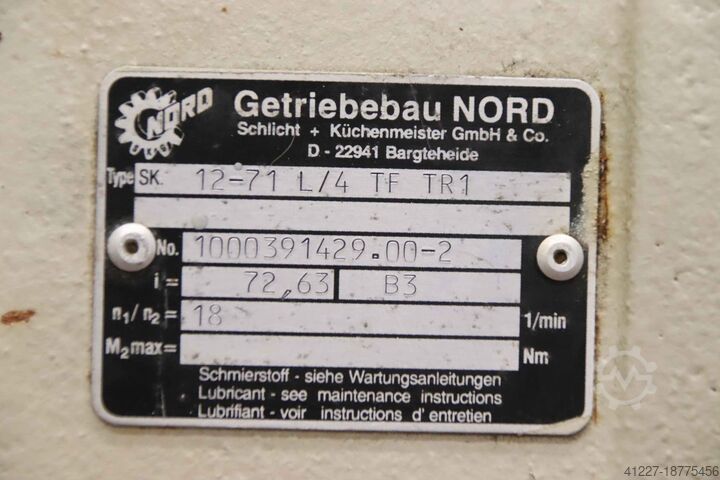 NORD
Getriebebau NORD
Schlicht + Küchenmeister GmbH & Co.
D - 22941 Bargteheide
Type SK. 12-71 L/4 TF TR1
No. 1000391429.00-2
i = 72,63 B3
n1/ n2 = 18 1/min
M2max= Nm
Schmierstoff - siehe Wartungsanleitungen
Lubricant - see maintenance instructions
Lubrifiant - voir instructions d' entretien
41227-18775456